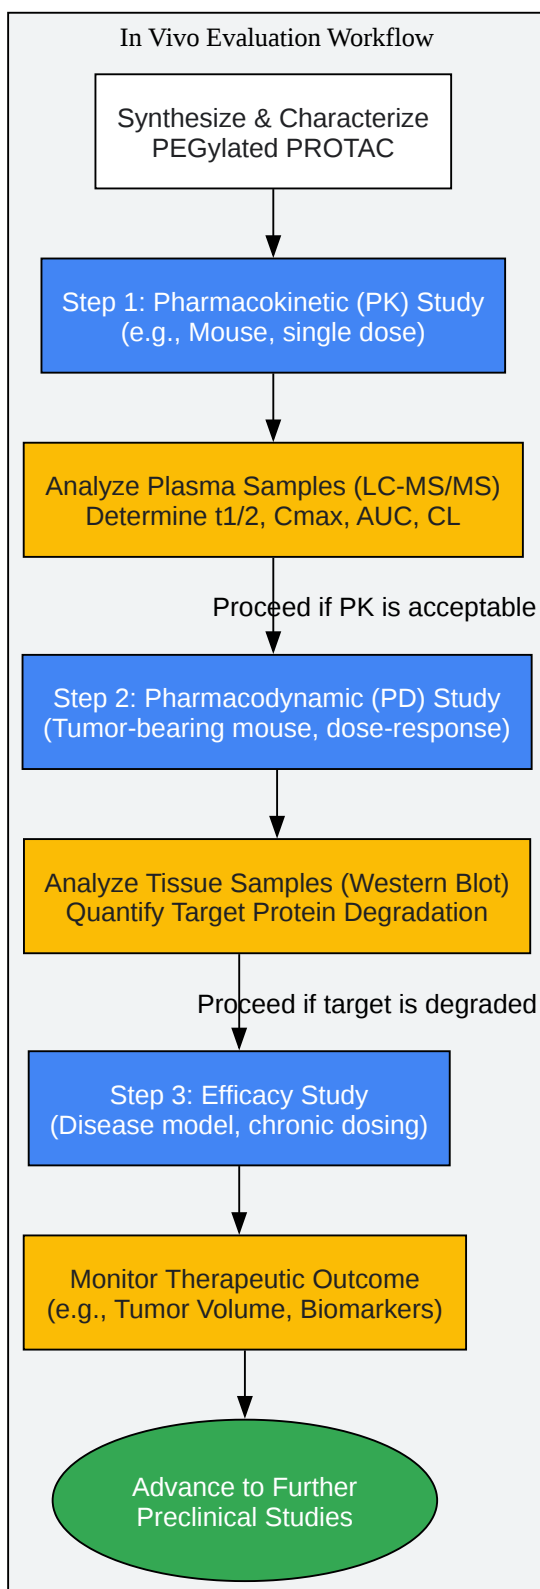 In Vivo Evaluation Workflow
Synthesize & Characterize
PEGylated PROTAC
Step 1: Pharmacokinetic (PK) Study
(e.g., Mouse, single dose)
Analyze Plasma Samples (LC-MS/MS)
Determine t1/2, Cmax, AUC, CL
Proceed if PK is acceptable
Step 2: Pharmacodynamic (PD) Study
(Tumor-bearing mouse, dose-response)
Analyze Tissue Samples (Western Blot)
Quantify Target Protein Degradation
Proceed if target is degraded
Step 3: Efficacy Study
(Disease model, chronic dosing)
Monitor Therapeutic Outcome
(e.g., Tumor Volume, Biomarkers)
Advance to Further
Preclinical Studies